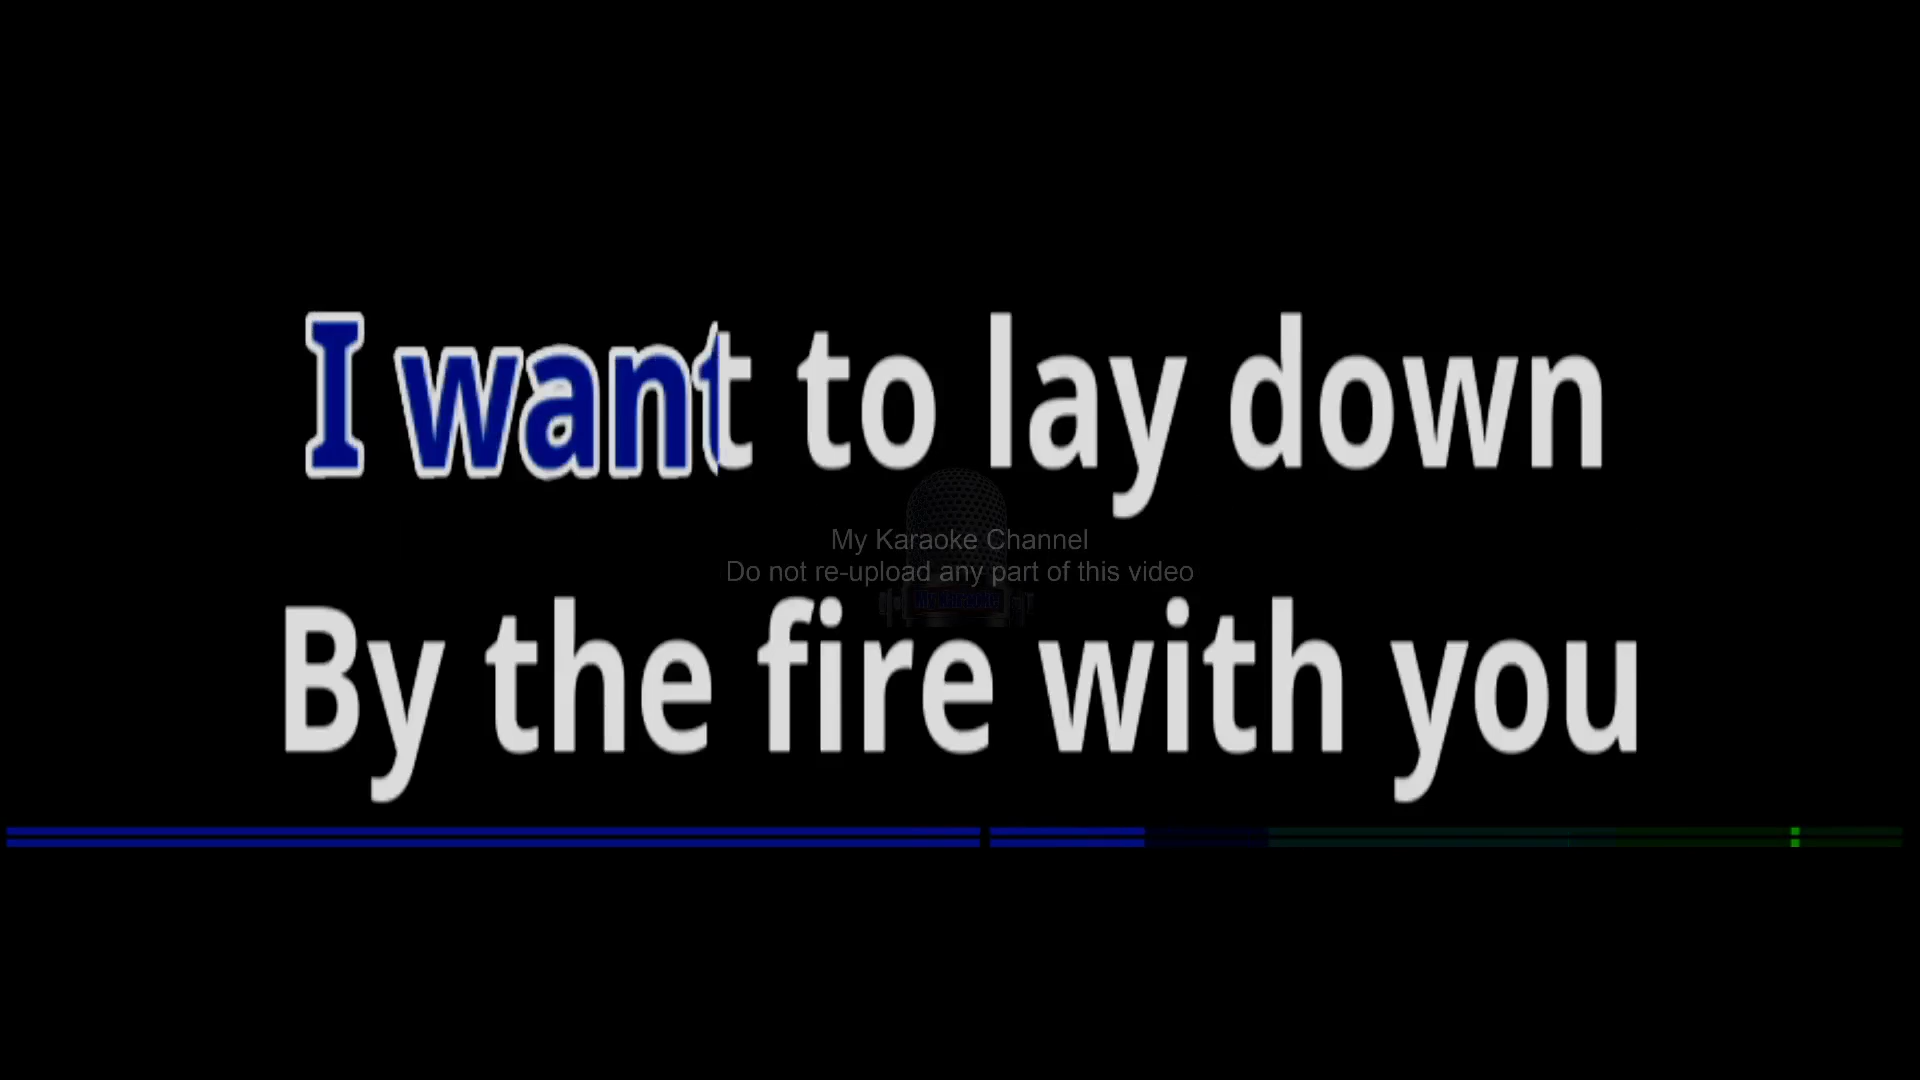 I want to lay down
My Karaoke Channel
Do not re-upload any part of this video
By the fire with you